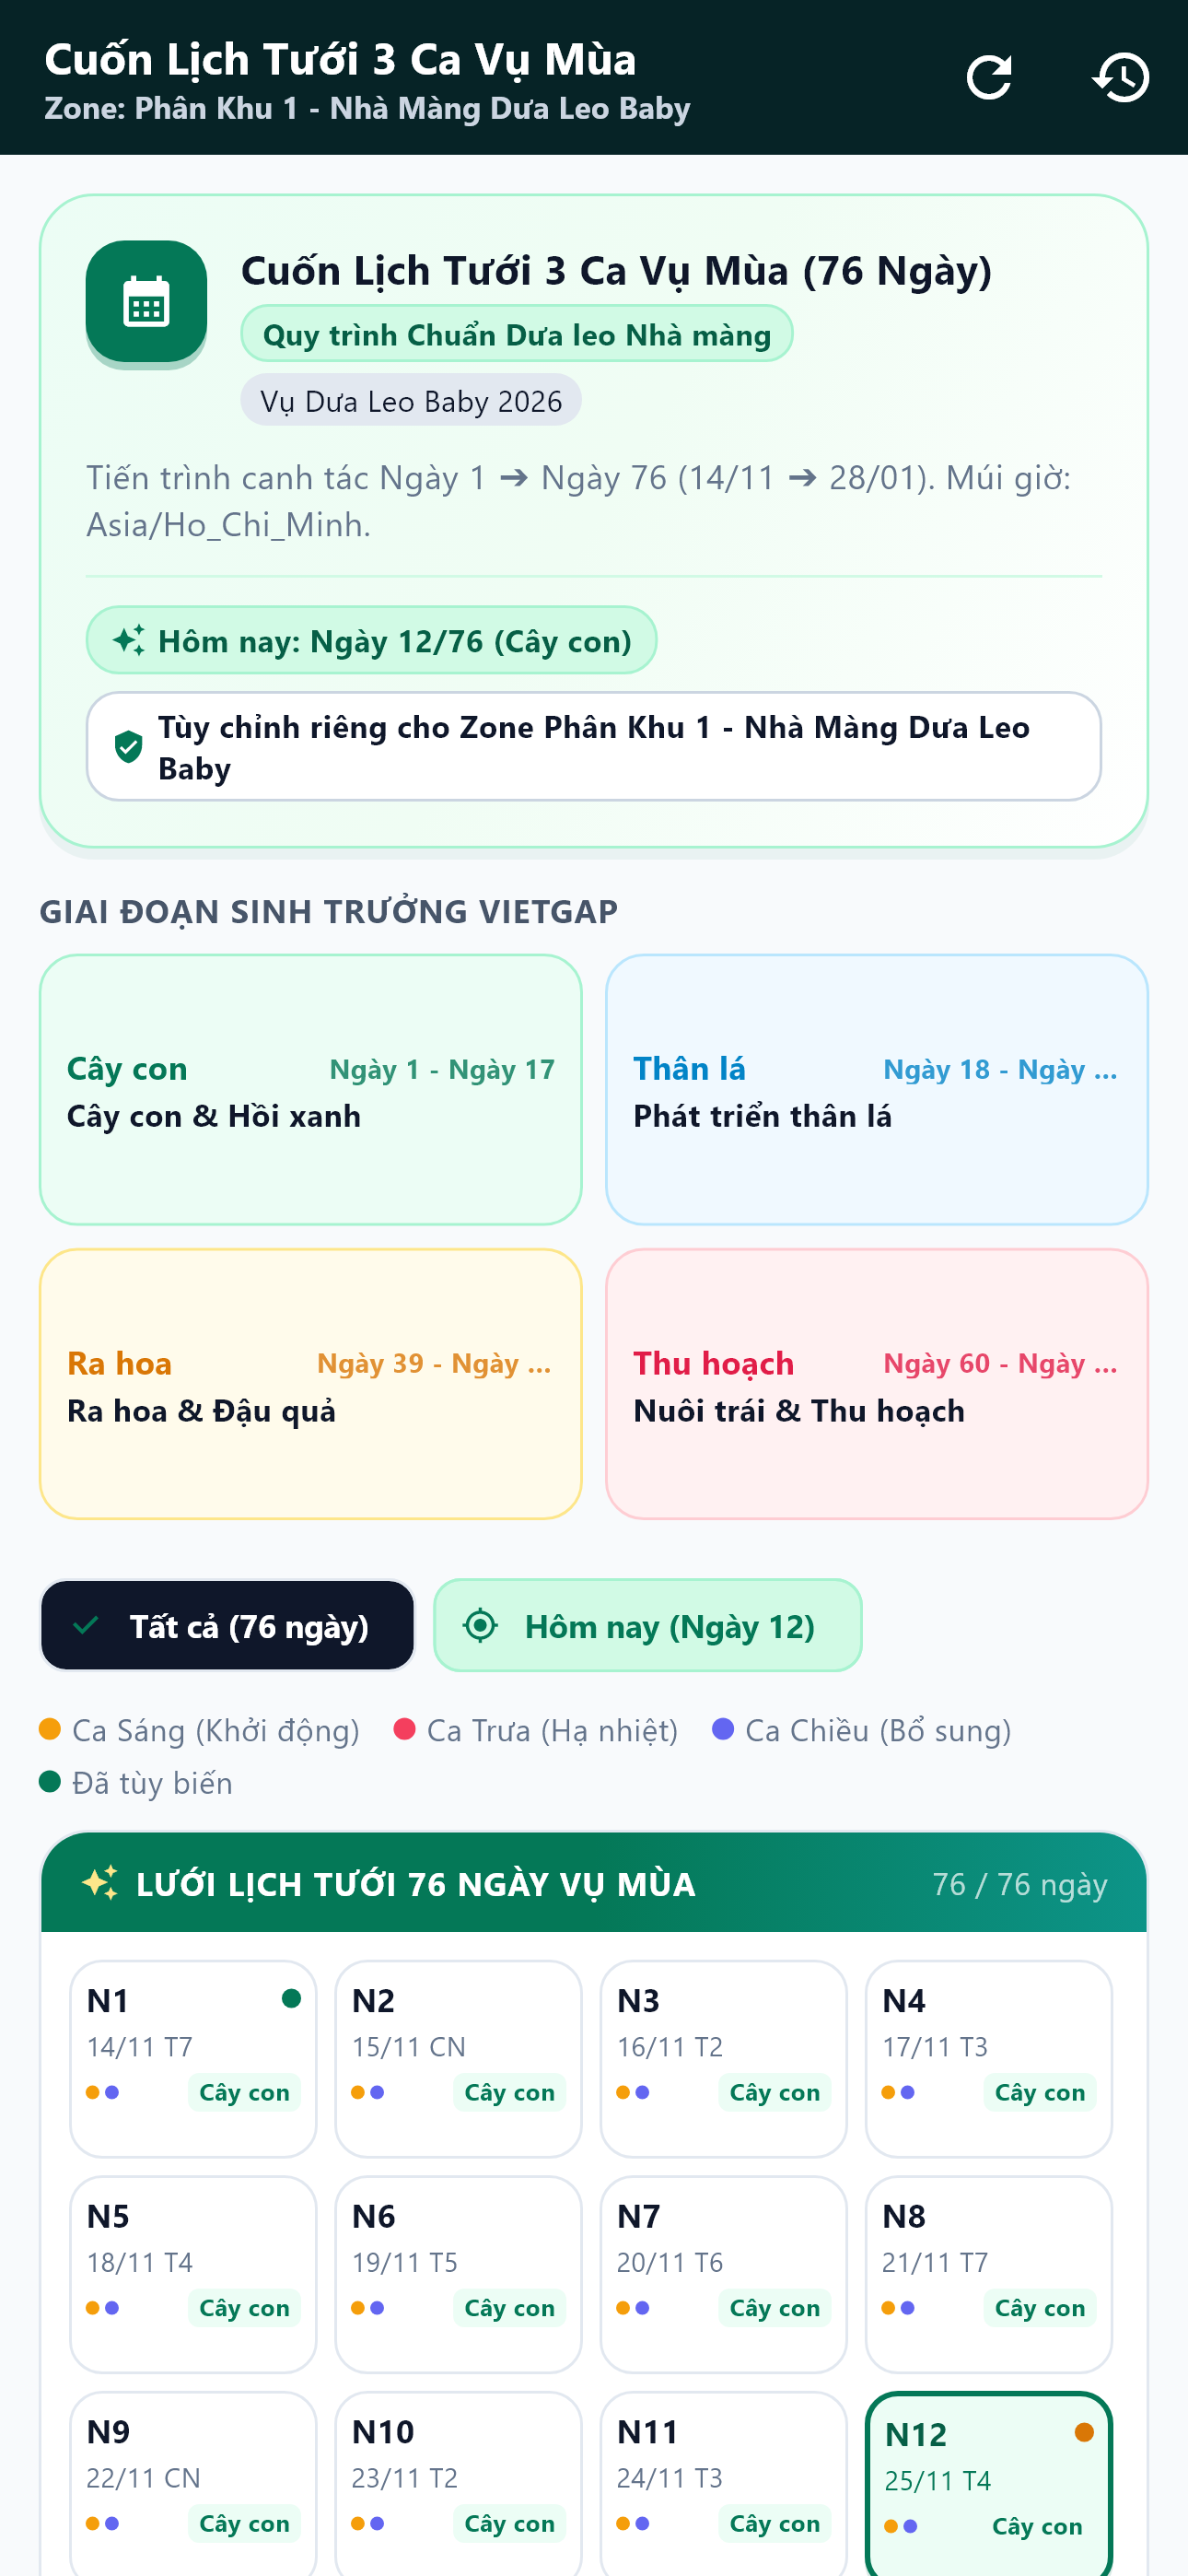 Cuốn Lịch Tưới 3 Ca Vụ Mùa
Zone: Phân Khu 1 - Nhà Màng Dưa Leo Baby
Cuốn Lịch Tưới 3 Ca Vụ Mùa (76 Ngày)
Quy trình Chuẩn Dưa leo Nhà màng
Vụ Dưa Leo Baby 2026
Tiến trình canh tác Ngày 1 → Ngày 76 (14/11 → 28/01). Múi giờ:
Asia/Ho_Chi_Minh.
Hôm nay: Ngày 12/76 (Cây con)
Tùy chỉnh riêng cho Zone Phân Khu 1 - Nhà Màng Dưa Leo
Baby
GIAI ĐOẠN SINH TRƯỞNG VIETGAP
Cây con Ngày 1 - Ngày 17
Cây con & Hồi xanh
Thân lá Ngày 18 - Ngày ...
Phát triển thân lá
Ra hoa Ngày 39 - Ngày ...
Ra hoa & Đậu quả
Thu hoạch Ngày 60 - Ngày ...
Nuôi trái & Thu hoạch
Tất cả (76 ngày)
Hôm nay (Ngày 12)
Ca Sáng (Khởi động) Ca Trưa (Hạ nhiệt) Ca Chiều (Bổ sung)
Đã tùy biến
LƯỚI LỊCH TƯỚI 76 NGÀY VỤ MÙA 76 / 76 ngày
N1
14/11 T7
Cây con
N2
15/11 CN
Cây con
N3
16/11 T2
Cây con
N4
17/11 T3
Cây con
N5
18/11 T4
Cây con
N6
19/11 T5
Cây con
N7
20/11 T6
Cây con
N8
21/11 T7
Cây con
N9
22/11 CN
Cây con
N10
23/11 T2
Cây con
N11
24/11 T3
Cây con
N12
25/11 T4
Cây con